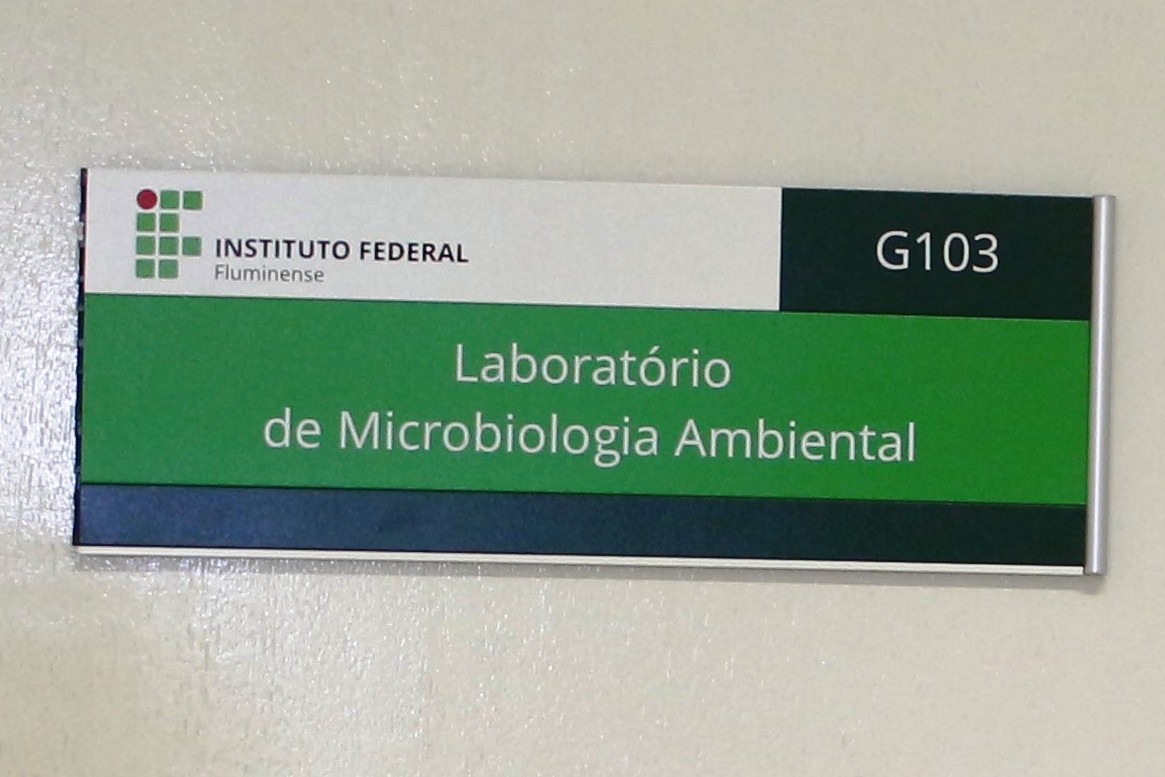 INSTITUTO FEDERAL
Fluminense
G103
Laboratório
de Microbiologia Ambiental